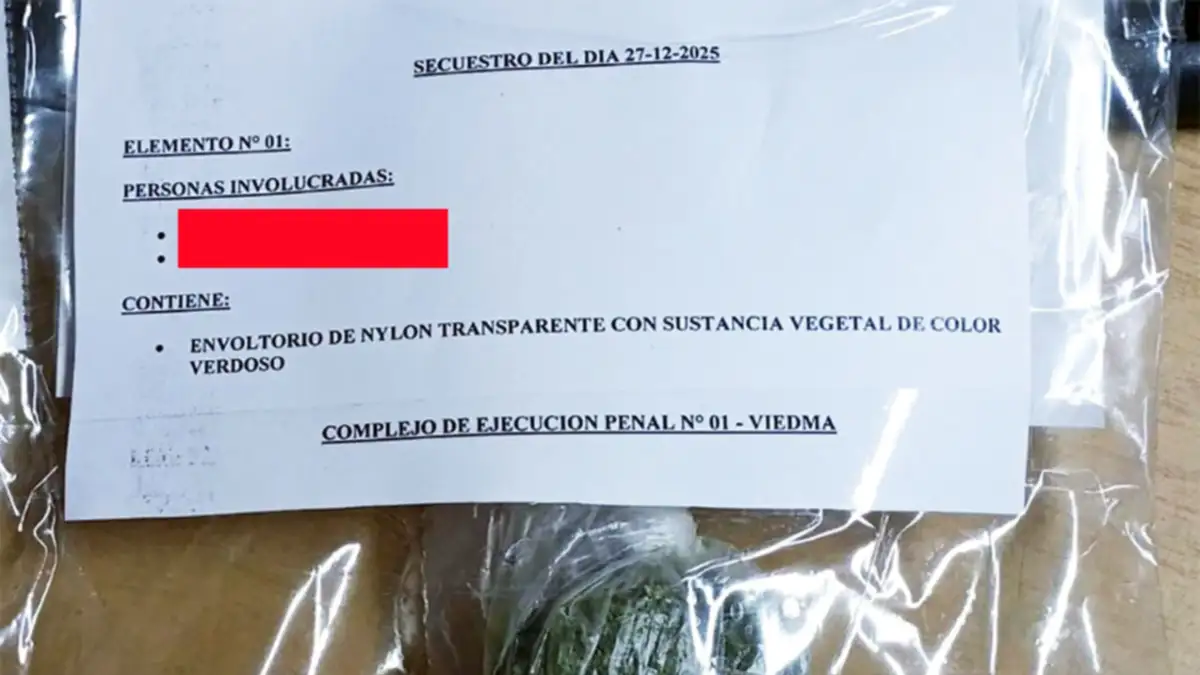 SECUESTRO DEL DIA 27-12-2025
ELEMENTO N° 01:
PERSONAS INVOLUCRADAS:
CONTIENE:
• ENVOLTORIO DE NYLON TRANSPARENTE CON SUSTANCIA VEGETAL DE COLOR
VERDOSO
COMPLEJO DE EJECUCION PENAL N° 01 - VIEDMA